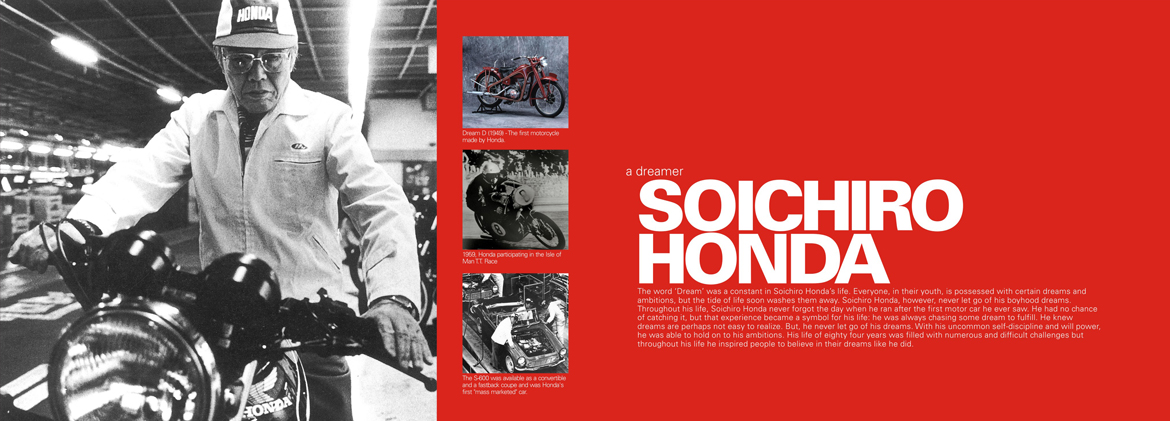 HONDA
HONDA
Dream D (1949) - The first motorcycle
made by Honda.
1959, Honda participating in the Isle of
Man T.T. Race
The S-600 was available as a convertible
and a fastback coupe and was Honda's
first 'mass marketed' car.
a dreamer
SOICHIRO
HONDA
The word 'Dream' was a constant in Soichiro Honda's life. Everyone, in their youth, is possessed with certain dreams and
ambitions, but the tide of life soon washes them away. Soichiro Honda, however, never let go of his boyhood dreams.
Throughout his life, Soichiro Honda never forgot the day when he ran after the first motor car he ever saw. He had no chance
of catching it, but that experience became a symbol for his life: he was always chasing some dream to fulfill. He knew
dreams are perhaps not easy to realize. But, he never let go of his dreams. With his uncommon self-discipline and will power,
he was able to hold on to his ambitions. His life of eighty four years was filled with numerous and difficult challenges but
throughout his life he inspired people to believe in their dreams like he did.